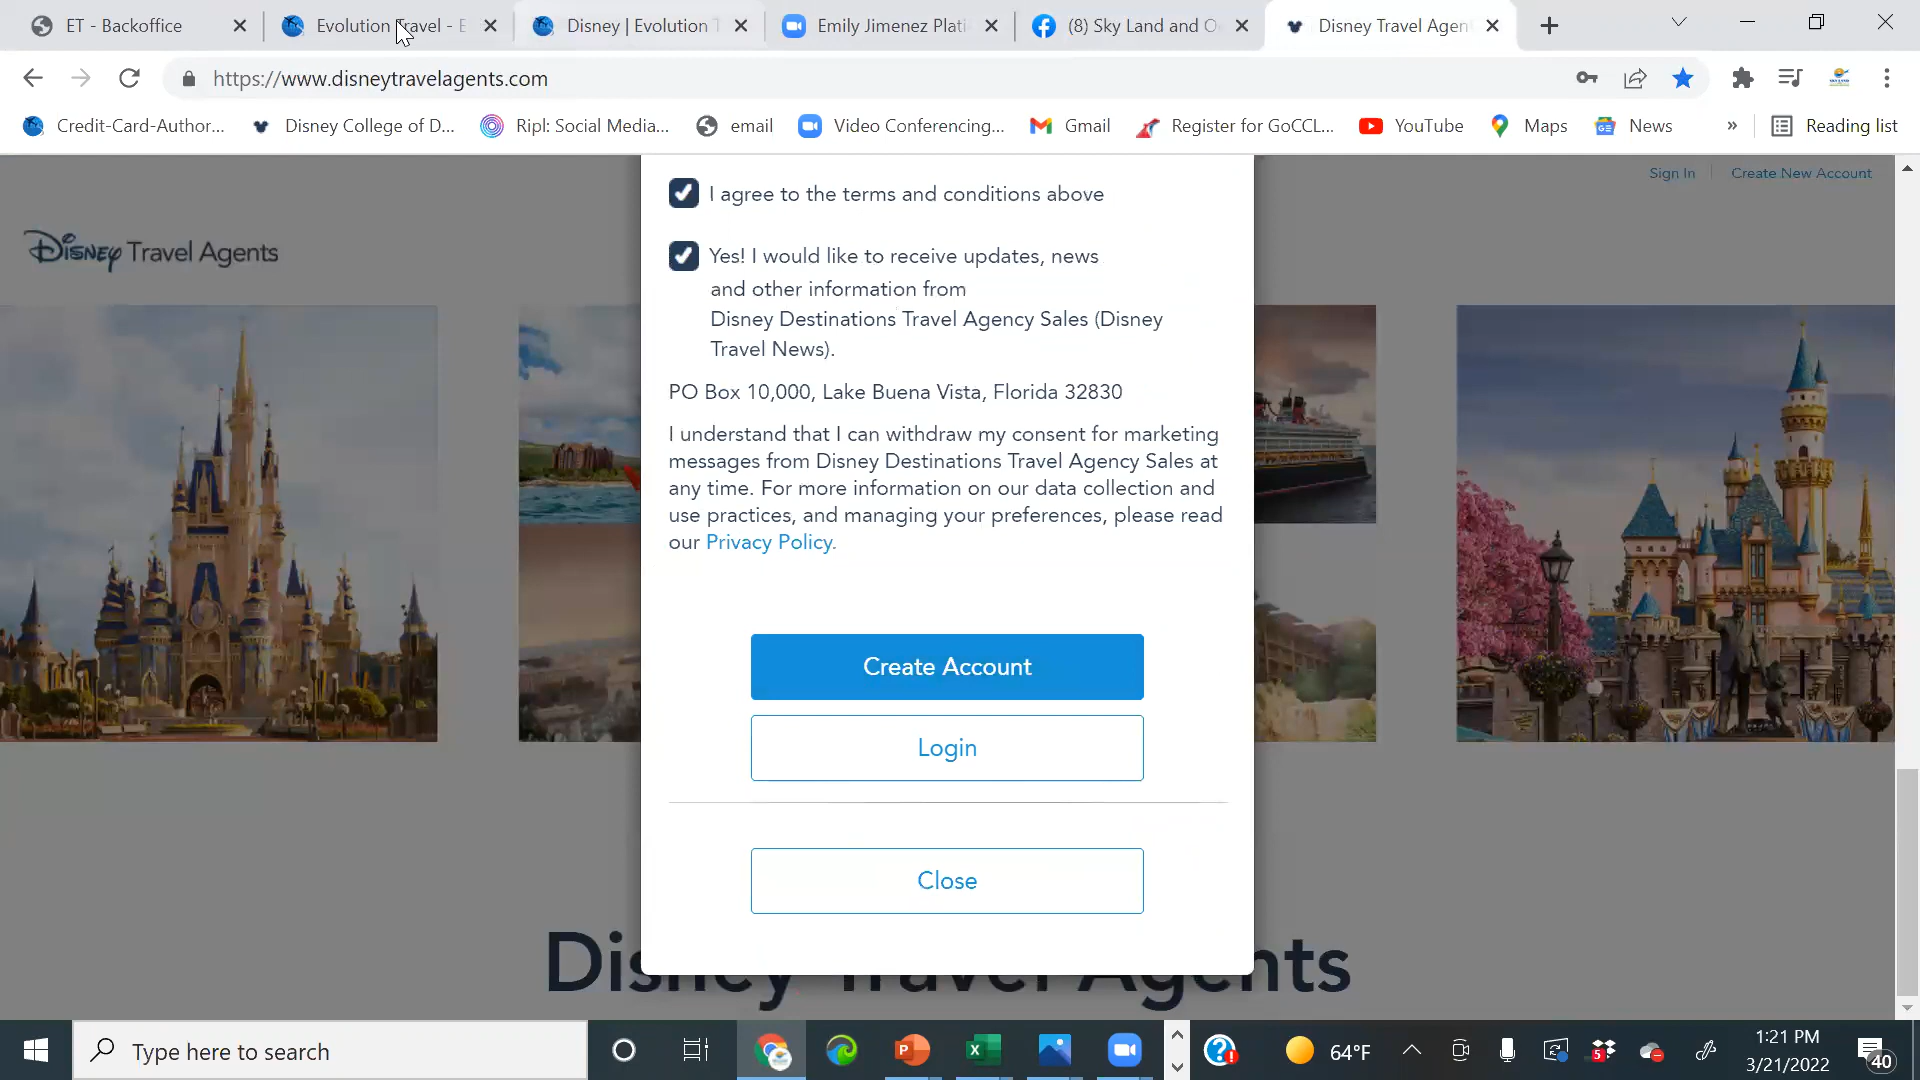 ET - Backoffice
Evolution Travel - E
Disney | Evolution T
Emily Jimenez Plati
(8) Sky Land and O
Disney Travel Agen
https://www.disneytravelagents.com
Credit-Card-Author...
Disney College of D...
Ripl: Social Media...
email
Video Conferencing...
Gmail
Register for GoCCL...
YouTube
Maps
News
»
Reading list
Sign In
Create New Account
Disney Travel Agents
I agree to the terms and conditions above
Yes! I would like to receive updates, news
and other information from
Disney Destinations Travel Agency Sales (Disney
Travel News).
PO Box 10,000, Lake Buena Vista, Florida 32830
I understand that I can withdraw my consent for marketing
messages from Disney Destinations Travel Agency Sales at
any time. For more information on our data collection and
use practices, and managing your preferences, please read
our Privacy Policy.
Create Account
Login
Close
Disney Travel Agents
Type here to search
64°F
5
1:21 PM
3/21/2022
40